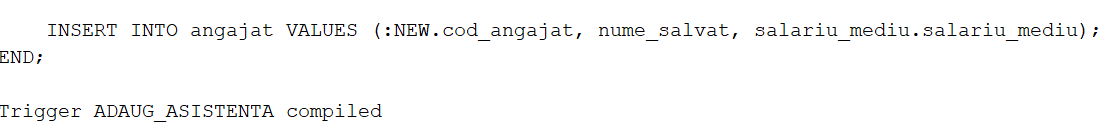 INSERT INTO angajat VALUES (:NEW.cod_angajat, nume_salvat, salariu_mediu.salariu_mediu);
END;
Trigger ADAUG_ASISTENTA compiled